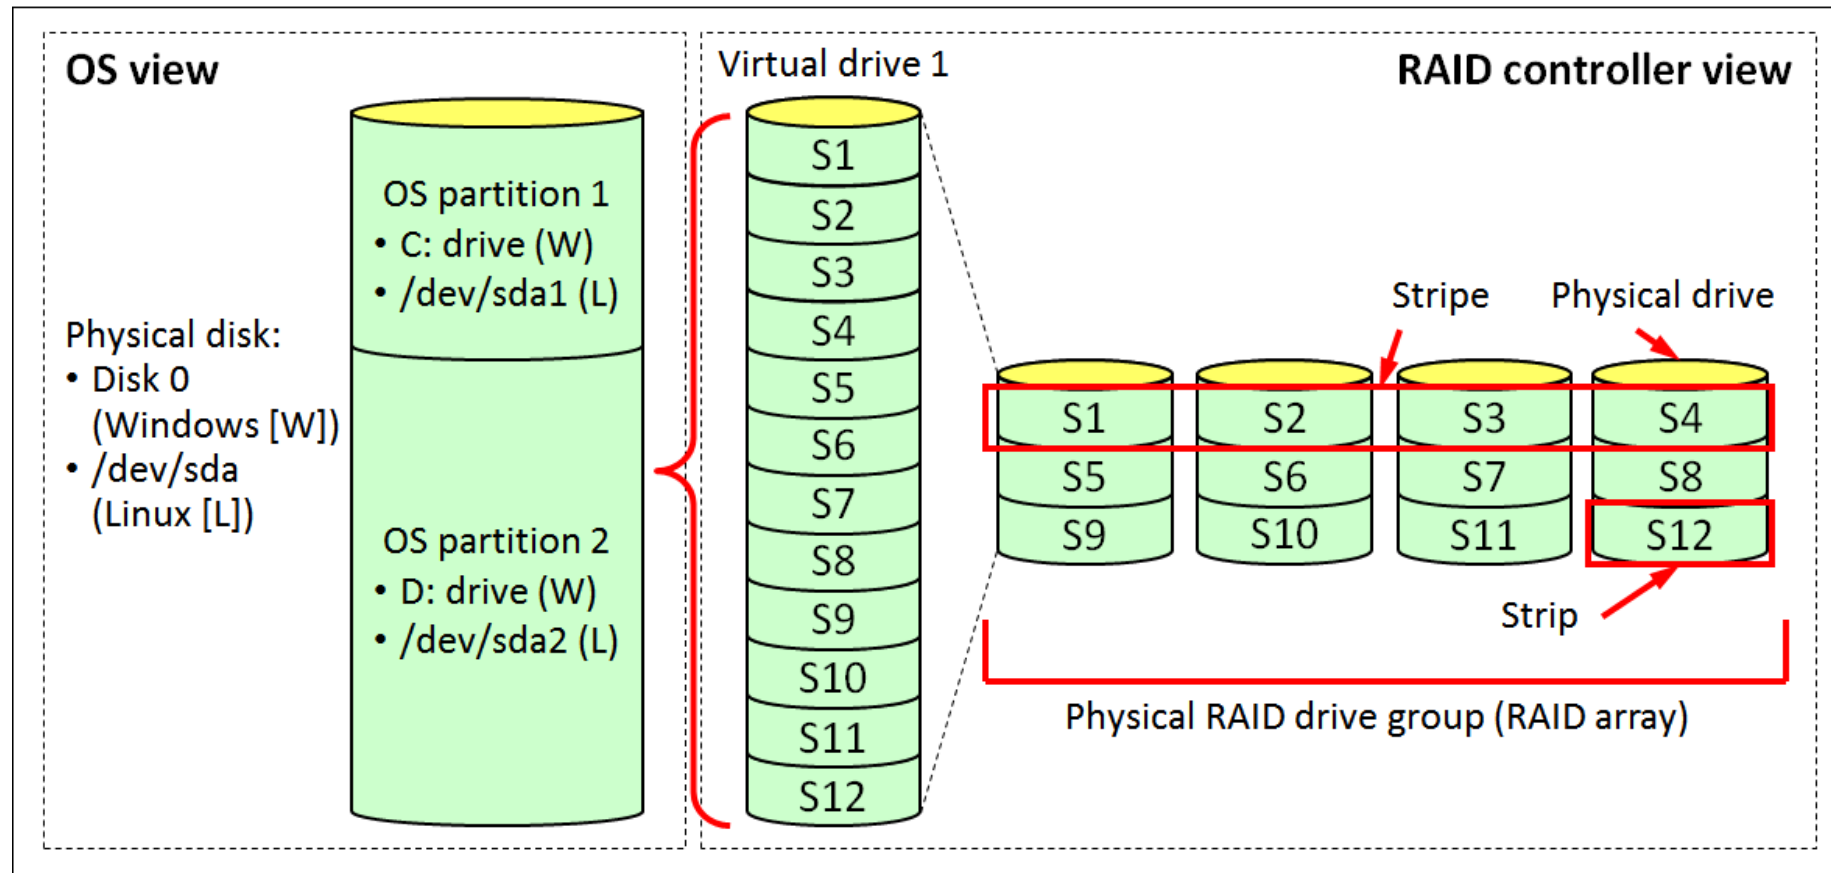 OS view
OS partition 1
• C: drive (W)
• /dev/sda1 (L)
Physical disk:
• Disk 0
(Windows [W])
• /dev/sda
(Linux [L])
OS partition 2
• D: drive (W)
• /dev/sda2 (L)
Virtual drive 1
S1
S2
S3
S4
S5
S6
S7
S8
S9
S10
S11
S12
RAID controller view
Stripe
Physical drive
S1 S2 S3 S4
S5 S6 S7 S8
S9 S10 S11 S12
Strip
Physical RAID drive group (RAID array)